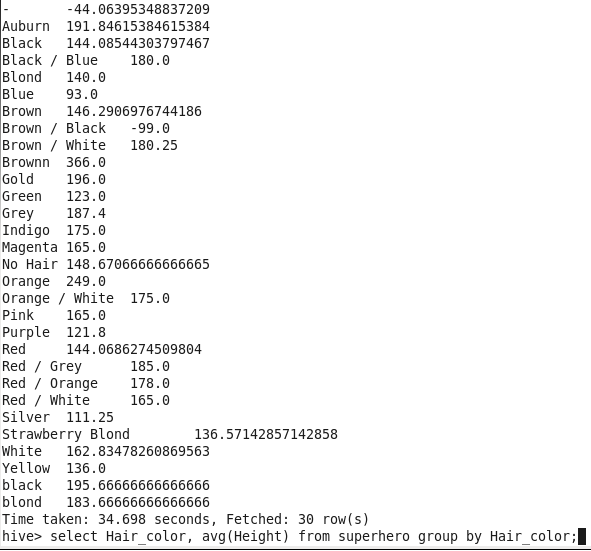 -       -44.06395348837209
Auburn  191.84615384615384
Black   144.08544303797467
Black / Blue    180.0
Blond   140.0
Blue    93.0
Brown   146.2906976744186
Brown / Black   -99.0
Brown / White   180.25
Brownn  366.0
Gold    196.0
Green   123.0
Grey    187.4
Indigo  175.0
Magenta 165.0
No Hair 148.67066666666665
Orange  249.0
Orange / White  175.0
Pink    165.0
Purple  121.8
Red     144.0686274509804
Red / Grey      185.0
Red / Orange    178.0
Red / White     165.0
Silver  111.25
Strawberry Blond        136.57142857142858
White   162.83478260869563
Yellow  136.0
black   195.66666666666666
blond   183.66666666666666
Time taken: 34.698 seconds, Fetched: 30 row(s)
hive> select Hair_color, avg(Height) from superhero group by Hair_color;